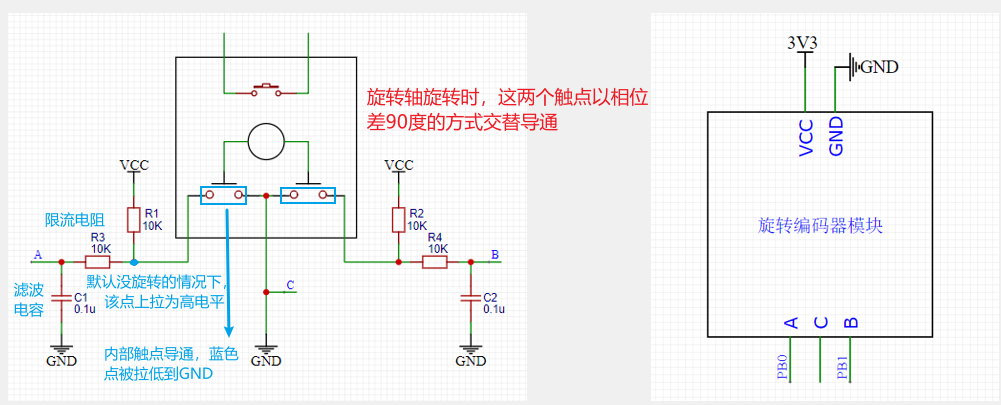 旋转轴旋转时，这两个触点以相位
差90度的方式交替导通
VCC
VCC
R1
10K
R2
10K
限流电阻
R3
10K
R4
10K
A
B
滤波
电容
C1
0.1u
默认没旋转的情况下，
该点上拉为高电平
C
C2
0.1u
内部触点导通，蓝色
点被拉低到GND
GND
GND
GND
3V3
GND
VCC
GND
旋转编码器模块
A
C
B
PB0
PB1